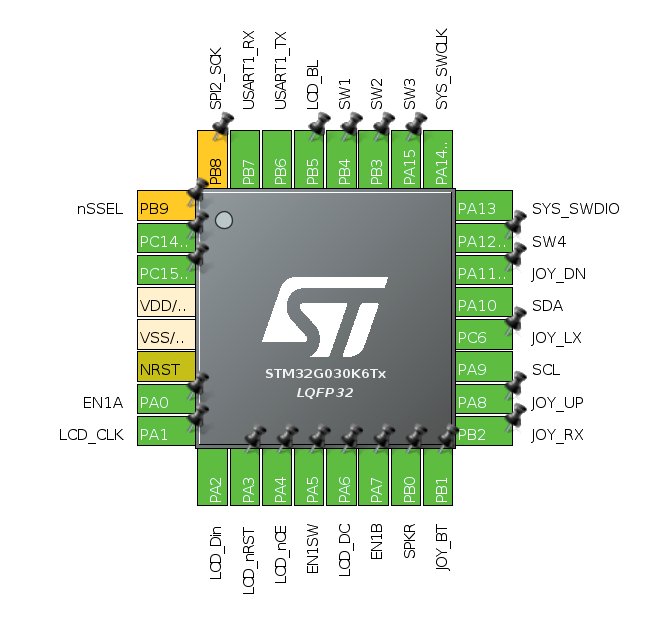 SPI2_SCK
USART1_RX
USART1_TX
LCD_BL
SW1
SW2
SW3
SYS_SWCLK
PB8
PB7
PB6
PB5
PB4
PB3
PA15
PA14..
nSSEL PB9
PC14..
PC15..
VDD/..
VSS/..
NRST
EN1A PA0
LCD_CLK PA1
ST
STM32G030K6Tx
LQFP32
PA13 SYS_SWDIO
PA12.. SW4
PA11.. JOY_DN
PA10 SDA
PC6 JOY_LX
PA9 SCL
PA8 JOY_UP
PB2 JOY_RX
PA2
PA3
PA4
PA5
PA6
PA7
PB0
PB1
LCD_Din
LCD_nRST
LCD_nCE
EN1SW
LCD_DC
EN1B
SPKR
JOY_BT